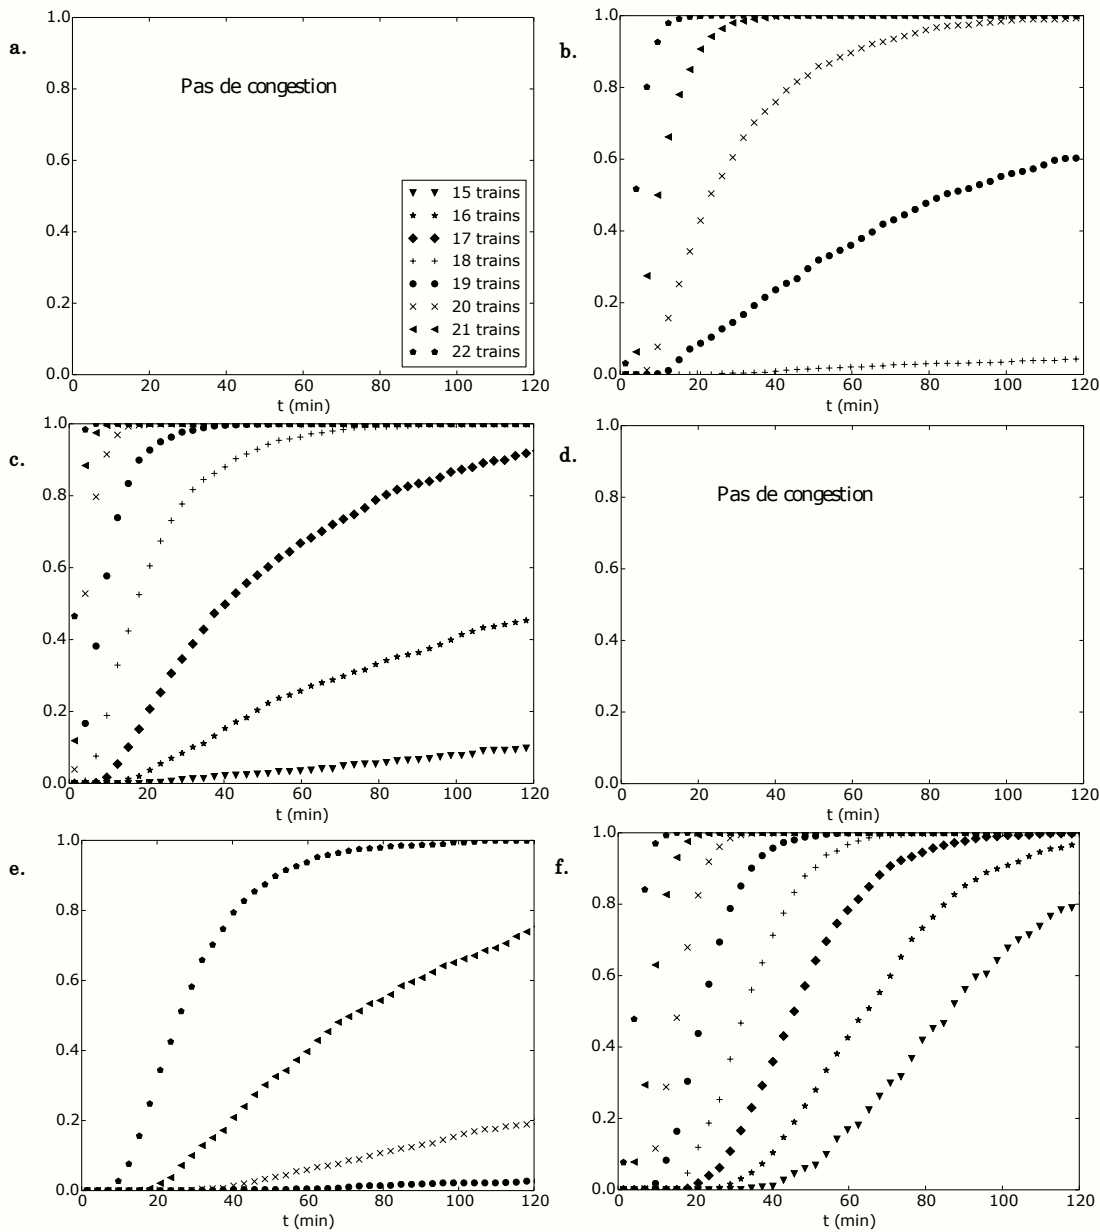 a.
1.0
0.8
0.6
0.4
0.2
0.0
Pas de congestion
15 trains
16 trains
17 trains
18 trains
19 trains
20 trains
21 trains
22 trains
0 20 40 60 80 100 120
t (min)
b.
1.0
0.8
0.6
0.4
0.2
0.0
0 20 40 60 80 100 120
t (min)
c.
1.0
0.8
0.6
0.4
0.2
0.0
0 20 40 60 80 100 120
t (min)
d.
1.0
0.8
0.6
0.4
0.2
0.0
Pas de congestion
0 20 40 60 80 100 120
t (min)
e.
1.0
0.8
0.6
0.4
0.2
0.0
0 20 40 60 80 100 120
t (min)
f.
1.0
0.8
0.6
0.4
0.2
0.0
0 20 40 60 80 100 120
t (min)